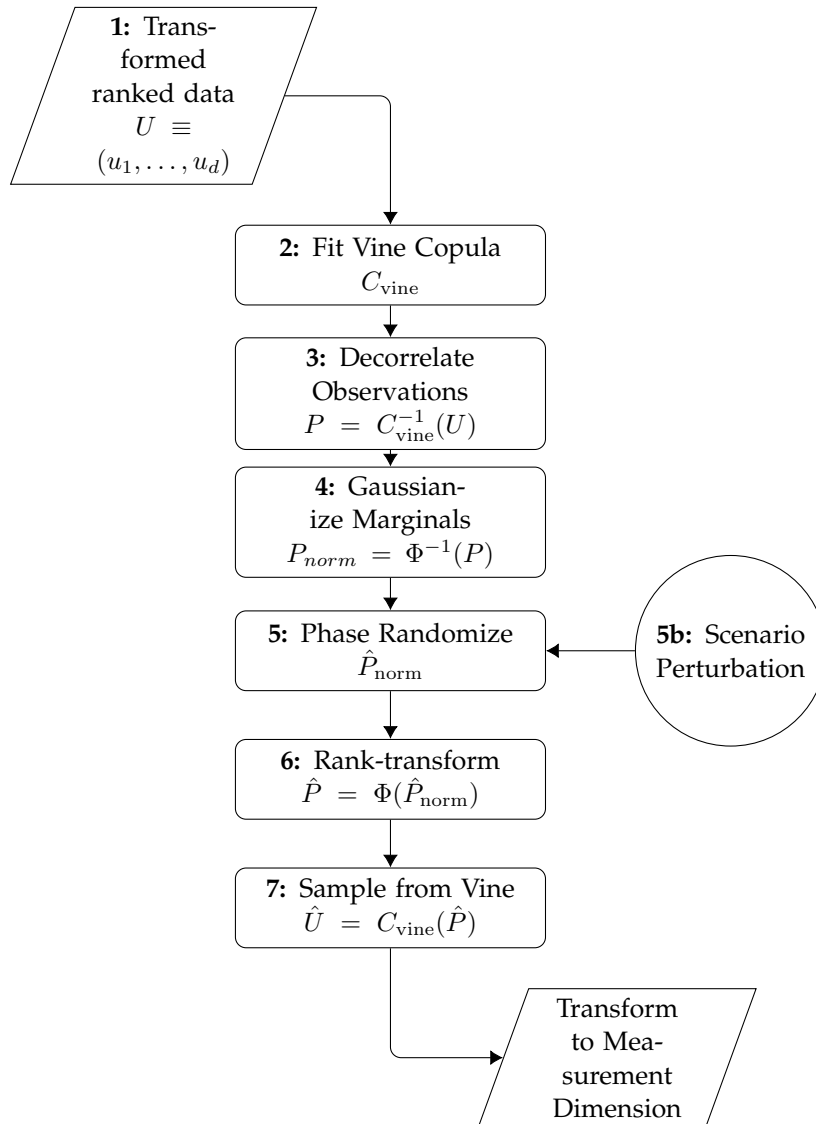 1: Trans-
formed
ranked data
U ≡
(u₁, . . . , u_d)
2: Fit Vine Copula
C_vine
3: Decorrelate
Observations
P = C_vine^{-1}(U)
4: Gaussian-
ize Marginals
P_norm = Φ^{-1}(P)
5: Phase Randomize
P̂_norm
5b: Scenario
Perturbation
6: Rank-transform
P̂ = Φ(P̂_norm)
7: Sample from Vine
Û = C_vine(P̂)
Transform
to Mea-
surement
Dimension